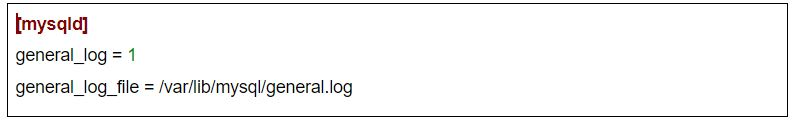 [mysqld]
general_log = 1
general_log_file = /var/lib/mysql/general.log